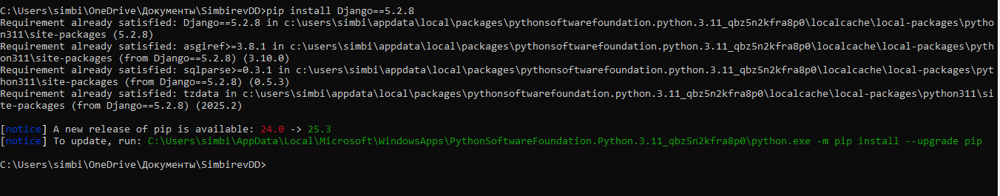 C:\Users\simbi\OneDrive\Документы\SimbirevDD>pip install Django==5.2.8
Requirement already satisfied: Django==5.2.8 in c:\users\simbi\appdata\local\packages\pythonsoftwarefoundation.python.3.11_qbz5n2kfra8p0\localcache\local-packages\pytho
n311\site-packages (5.2.8)
Requirement already satisfied: asgiref>=3.8.1 in c:\users\simbi\appdata\local\packages\pythonsoftwarefoundation.python.3.11_qbz5n2kfra8p0\localcache\local-packages\pyth
on311\site-packages (from Django==5.2.8) (3.10.0)
Requirement already satisfied: sqlparse>=0.3.1 in c:\users\simbi\appdata\local\packages\pythonsoftwarefoundation.python.3.11_qbz5n2kfra8p0\localcache\local-packages\pyt
hon311\site-packages (from Django==5.2.8) (0.5.3)
Requirement already satisfied: tzdata in c:\users\simbi\appdata\local\packages\pythonsoftwarefoundation.python.3.11_qbz5n2kfra8p0\localcache\local-packages\python311\si
te-packages (from Django==5.2.8) (2025.2)
[notice] A new release of pip is available: 24.0 -> 25.3
[notice] To update, run: C:\Users\simbi\AppData\Local\Microsoft\WindowsApps\PythonSoftwareFoundation.Python.3.11_qbz5n2kfra8p0\python.exe -m pip install --upgrade pip
C:\Users\simbi\OneDrive\Документы\SimbirevDD>